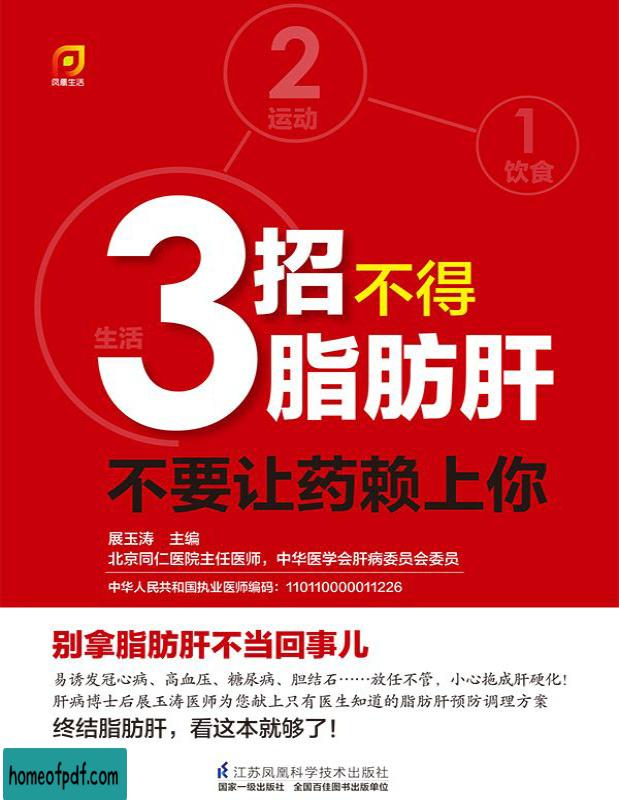 凤凰生活
2
运动
1
饮食
3招不得
生活
脂肪肝
不要让药赖上你
展玉涛 主编
北京同仁医院主任医师，中华医学会肝病委员会委员
中华人民共和国执业医师编码：110110000011226
别拿脂肪肝不当回事儿
易诱发冠心病、高血压、糖尿病、胆结石……放任不管，小心拖成肝硬化！
肝病博士后展玉涛医师为您献上只有医生知道的脂肪肝预防调理方案
终结脂肪肝，看这本就够了！
homeofpdf.com
江苏凤凰科学技术出版社
国家一级出版社 全国百佳图书出版单位